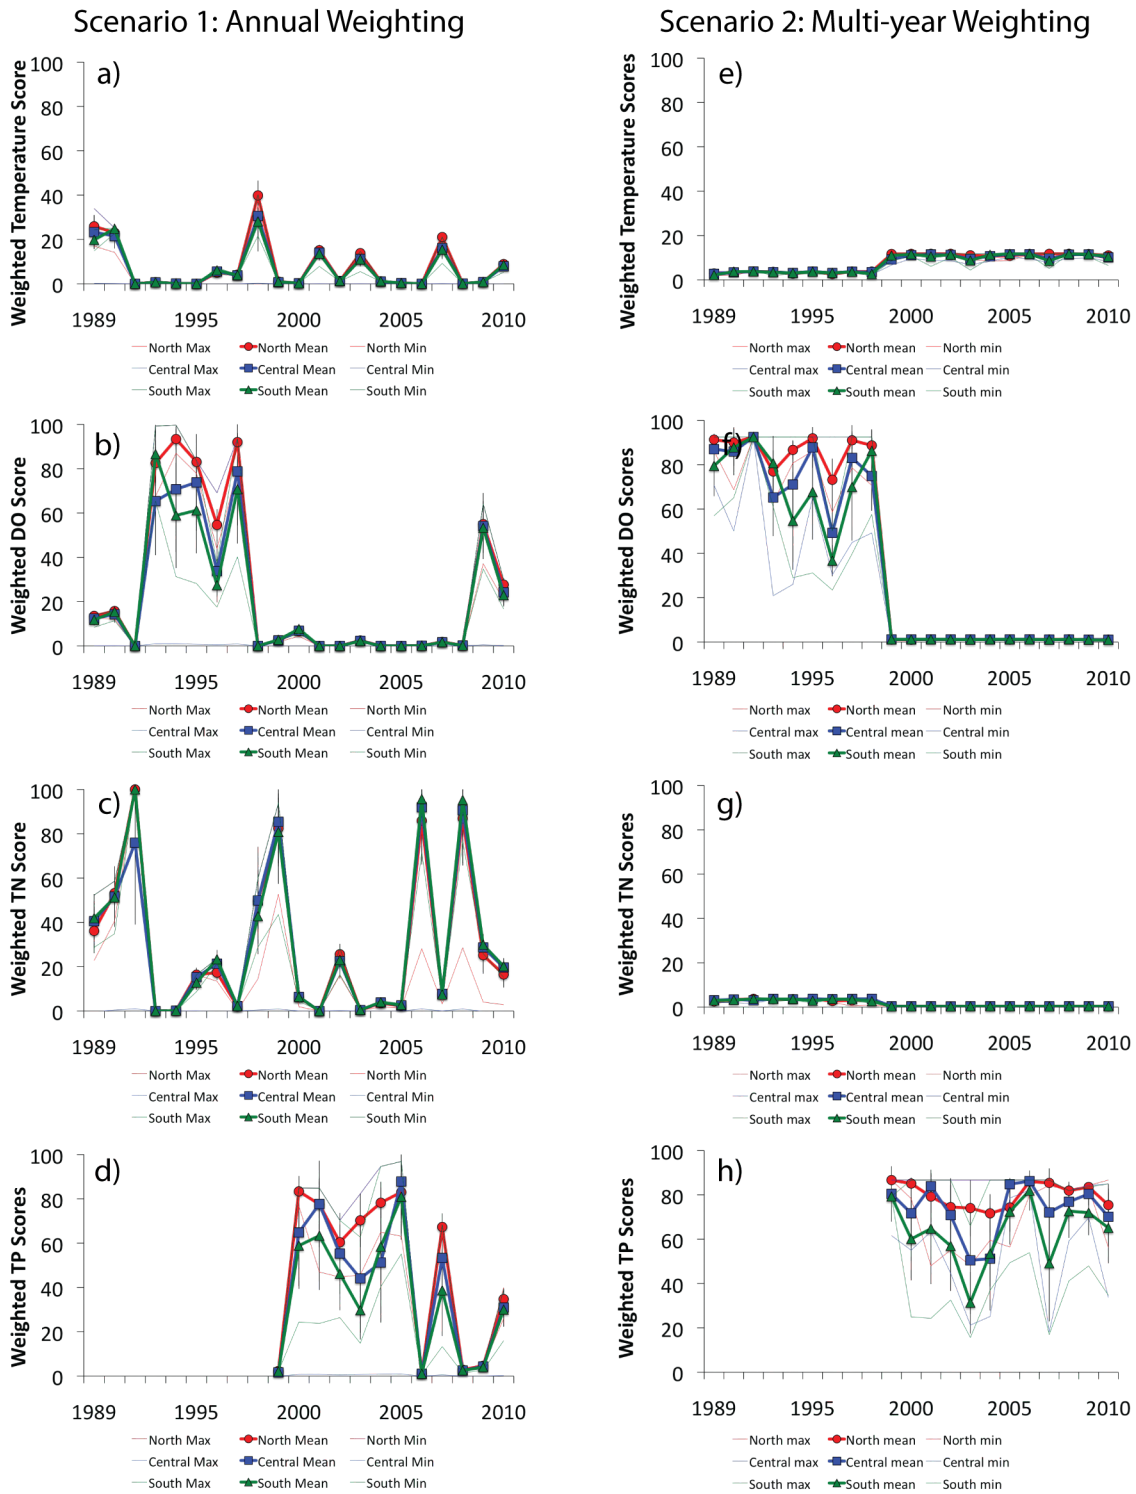 Scenario 1: Annual Weighting
Scenario 2: Multi-year Weighting
a)
Weighted Temperature Score
100
80
60
40
20
0
1989 1995 2000 2005 2010
North Max North Mean North Min
Central Max Central Mean Central Min
South Max South Mean South Min
e)
Weighted Temperature Scores
100
80
60
40
20
0
1989 1995 2000 2005 2010
North max North mean North min
Central max Central mean Central min
South max South mean South min
b)
Weighted DO Score
100
80
60
40
20
0
1989 1995 2000 2005 2010
North Max North Mean North Min
Central Max Central Mean Central Min
South Max South Mean South Min
f)
Weighted DO Scores
100
80
60
40
20
0
1989 1995 2000 2005 2010
North max North mean North min
Central max Central mean Central min
South max South mean South min
c)
Weighted TN Score
100
80
60
40
20
0
1989 1995 2000 2005 2010
North Max North Mean North Min
Central Max Central Mean Central Min
South Max South Mean South Min
g)
Weighted TN Scores
100
80
60
40
20
0
1989 1995 2000 2005 2010
North max North mean North min
Central max Central mean Central min
South max South mean South min
d)
Weighted TP Scores
100
80
60
40
20
0
1989 1995 2000 2005 2010
North Max North Mean North Min
Central Max Central Mean Central Min
South Max South Mean South Min
h)
Weighted TP Scores
100
80
60
40
20
0
1989 1995 2000 2005 2010
North max North mean North min
Central max Central mean Central min
South max South mean South min